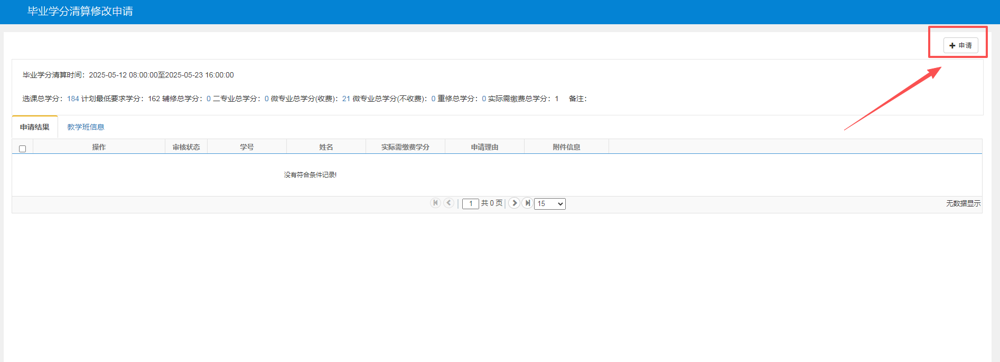 毕业学分清算修改申请
申请
毕业学分清算时间：2025-05-12 08:00:00至2025-05-23 16:00:00
选课总学分：184 计划最低要求学分：162 辅修总学分：0 二专业总学分：0 微专业总学分(收费)：21 微专业总学分(不收费)：0 重修总学分：0 实际需缴费总学分：1 备注：
申请结果 教学班信息
操作 审核状态 学号 姓名 实际需缴费学分 申请理由 附件信息
没有符合条件记录!
1 共 0 页 15 无数据显示